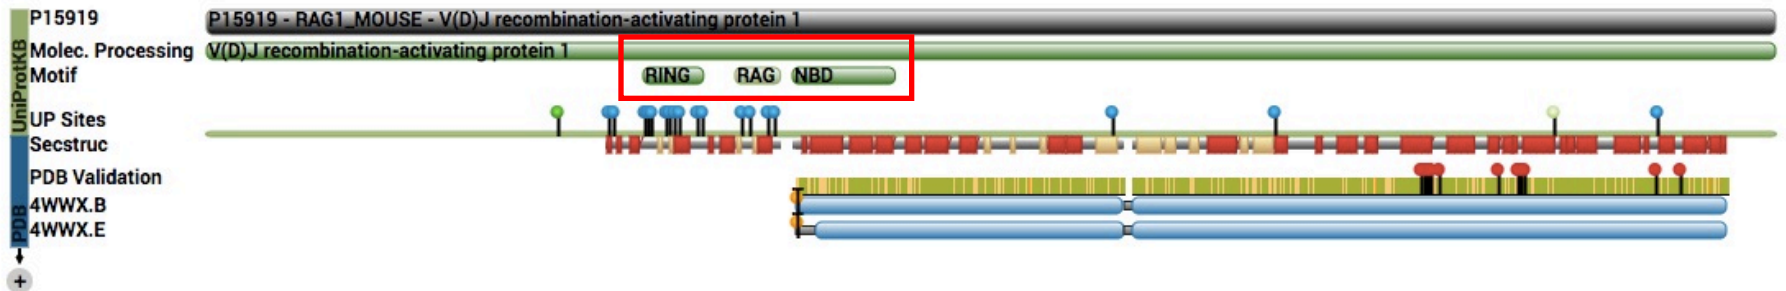 UniProtKB
P15919
P15919 - RAG1_MOUSE - V(D)J recombination-activating protein 1
Molec. Processing
V(D)J recombination-activating protein 1
Motif
RING
RAG
NBD
UP Sites
Secstruc
PDB
PDB Validation
4WWX.B
4WWX.E
+